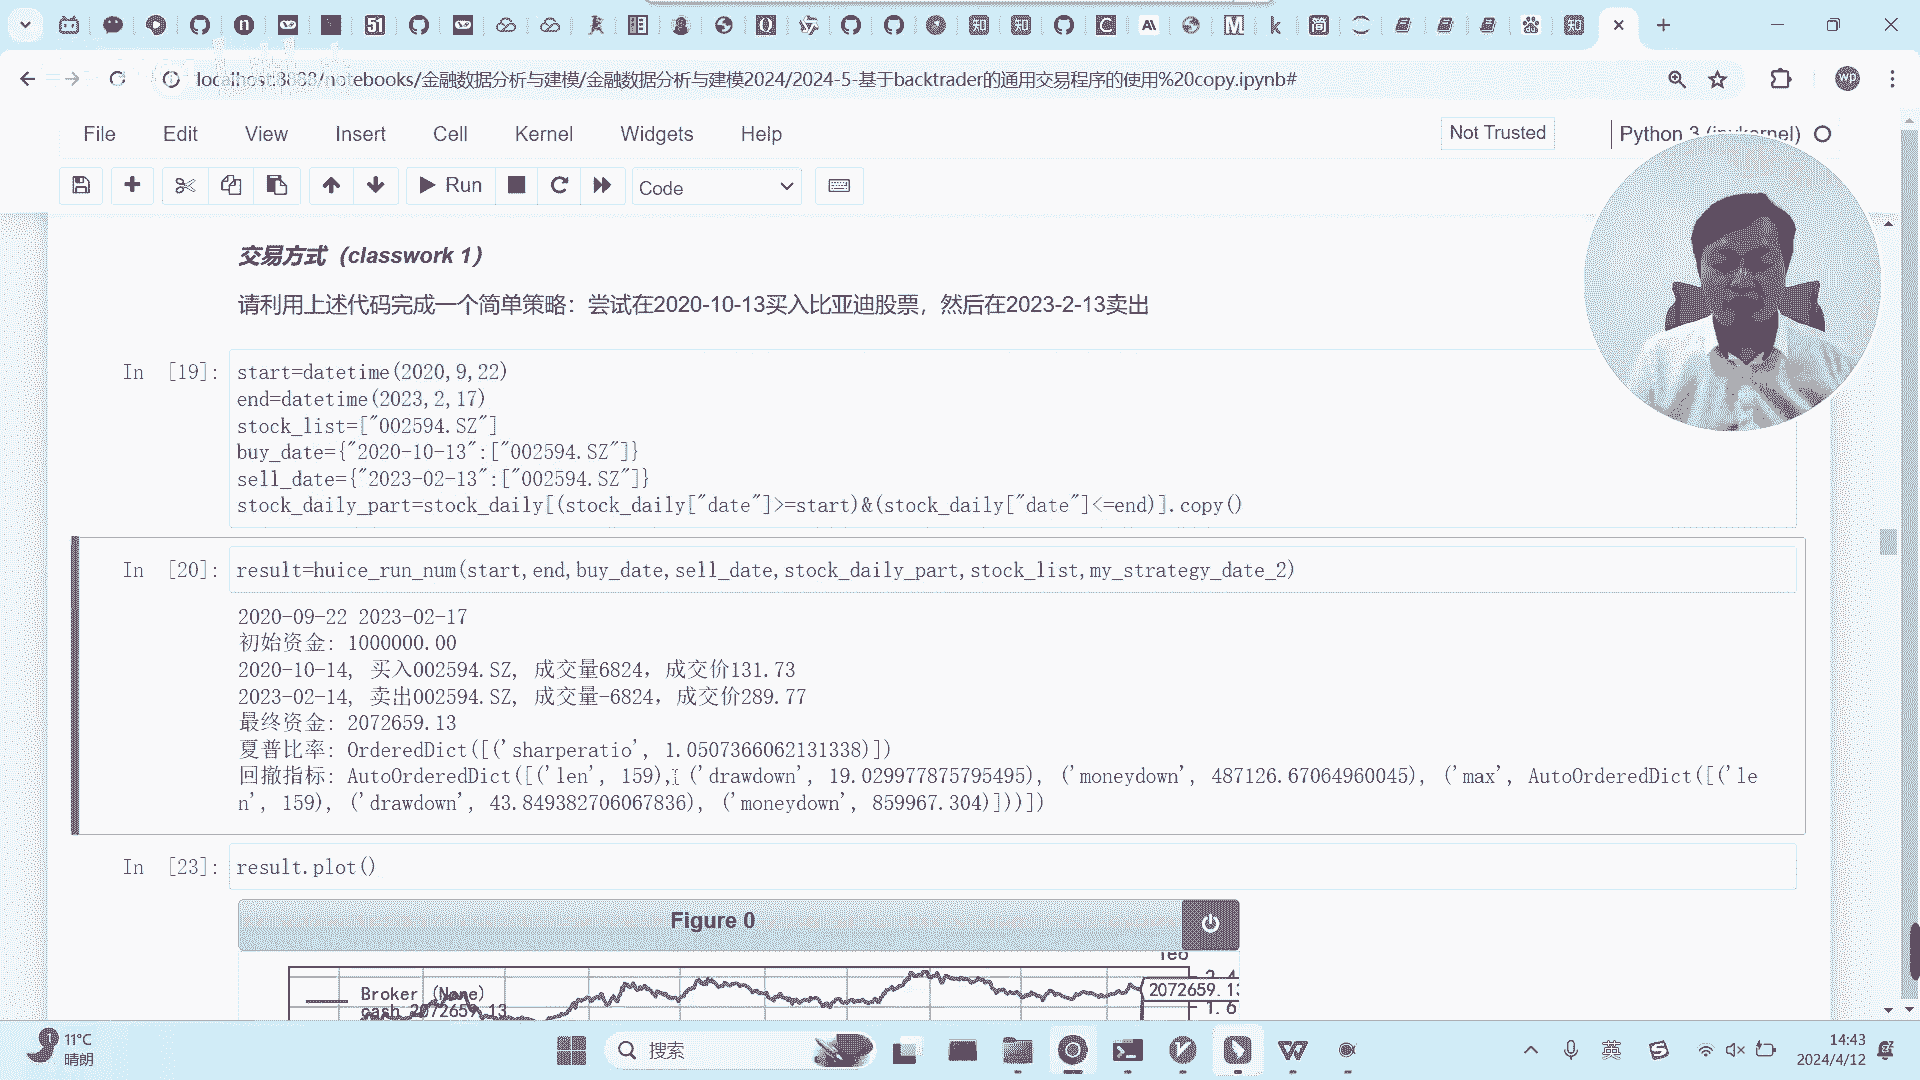 localhost:8888/notebooks/金融数据分析与建模/金融数据分析与建模2024/2024-5-基于backtrader的通用交易程序的使用%20copy.ipynb#
wp
File Edit View Insert Cell Kernel Widgets Help
Not Trusted
Python 3 (ipykernel)
Run
Code
交易方式（classwork 1）
请利用上述代码完成一个简单策略：尝试在2020-10-13买入比亚迪股票，然后在2023-2-13卖出
In [19]:
start=datetime(2020,9,22)
end=datetime(2023,2,17)
stock_list=["002594.SZ"]
buy_date={"2020-10-13":["002594.SZ"]}
sell_date={"2023-02-13":["002594.SZ"]}
stock_daily_part=stock_daily[(stock_daily["date"]>=start)&(stock_daily["date"]<=end)].copy()
In [20]:
result=huice_run_num(start,end,buy_date,sell_date,stock_daily_part,stock_list,my_strategy_date_2)
2020-09-22 2023-02-17
初始资金: 1000000.00
2020-10-14, 买入002594.SZ, 成交量6824，成交价131.73
2023-02-14, 卖出002594.SZ, 成交量-6824，成交价289.77
最终资金: 2072659.13
夏普比率: OrderedDict([('sharperatio', 1.0507366062131338)])
回撤指标: AutoOrderedDict([('len', 159), ('drawdown', 19.029977875795495), ('moneydown', 487126.67064960045), ('max', AutoOrderedDict([('le
n', 159), ('drawdown', 43.849382706067836), ('moneydown', 859967.304)]))])
In [23]:
result.plot()
Figure 0
1e6
Broker (None)
cash 2072659.13
2072659.13
1.6
11°C
晴朗
搜索
英
14:43
2024/4/12